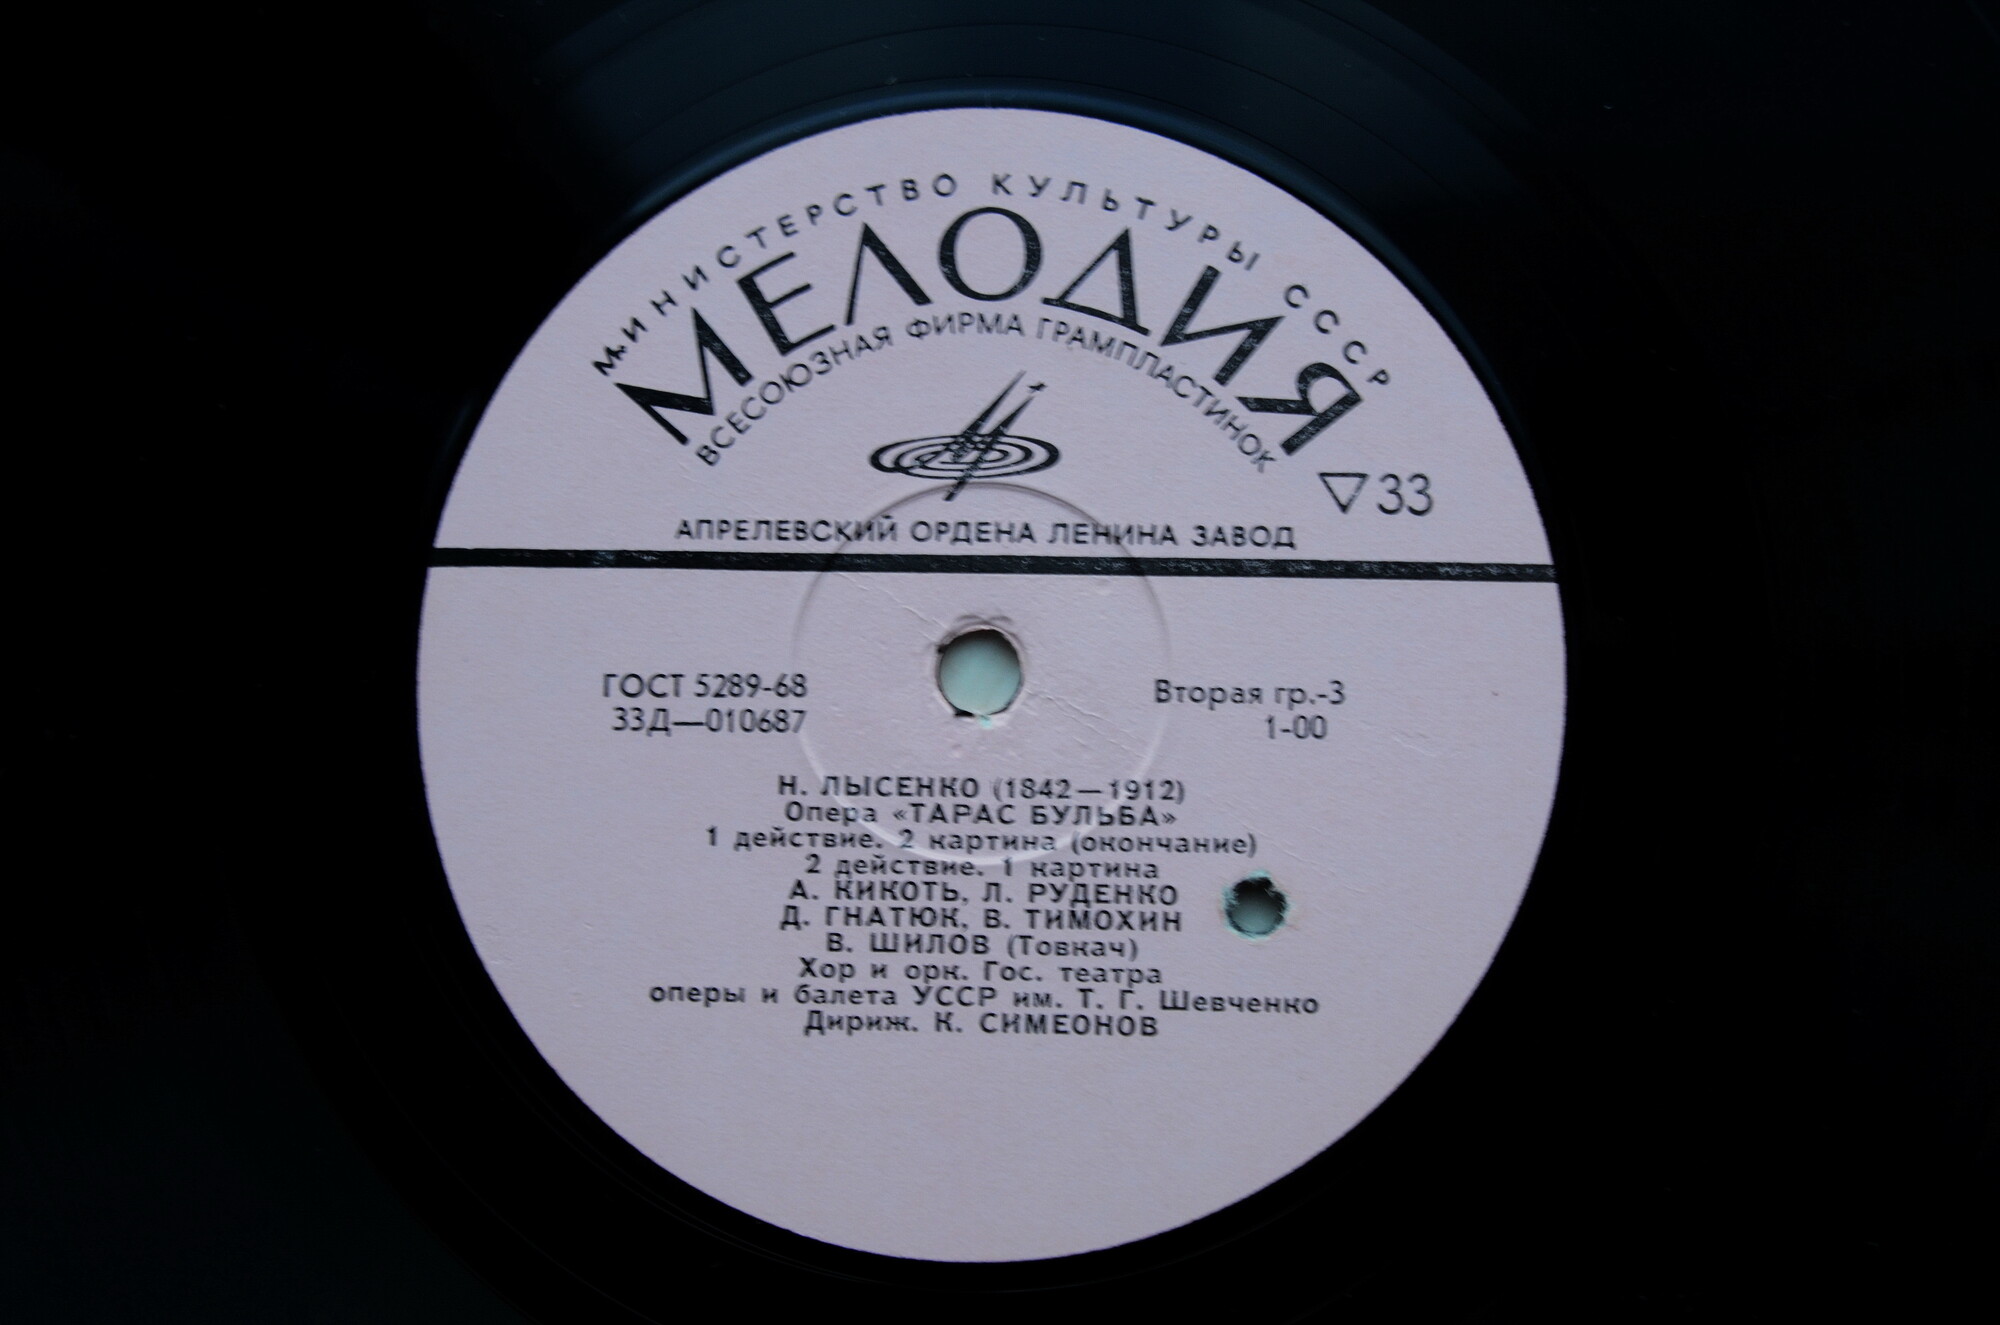 МИНИСТЕРСТВО КУЛЬТУРЫ СССР
МЕЛОДИЯ
ВСЕСОЮЗНАЯ ФИРМА ГРАМПЛАСТИНОК
▽33
АПРЕЛЕВСКИЙ ОРДЕНА ЛЕНИНА ЗАВОД
ГОСТ 5289-68
33Д—010687
Вторая гр.-3
1-00
Н. ЛЫСЕНКО (1842—1912)
Опера «ТАРАС БУЛЬБА»
1 действие. 2 картина (окончание)
2 действие. 1 картина
А. КИКОТЬ, Л. РУДЕНКО
Д. ГНАТЮК, В. ТИМОХИН
В. ШИЛОВ (Товкач)
Хор и орк. Гос. театра
оперы и балета УССР им. Т. Г. Шевченко
Дириж. К. СИМЕОНОВ